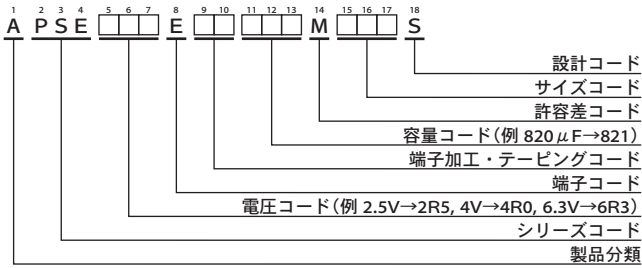 1 2 3 4 5 6 7 8 9 10 11 12 13 14 15 16 17 18
A P S E □□□ E □□ □□□ M □□□ S
設計コード
サイズコード
許容差コード
容量コード(例 820μF→821)
端子加工・テーピングコード
端子コード
電圧コード(例 2.5V→2R5, 4V→4R0, 6.3V→6R3)
シリーズコード
製品分類